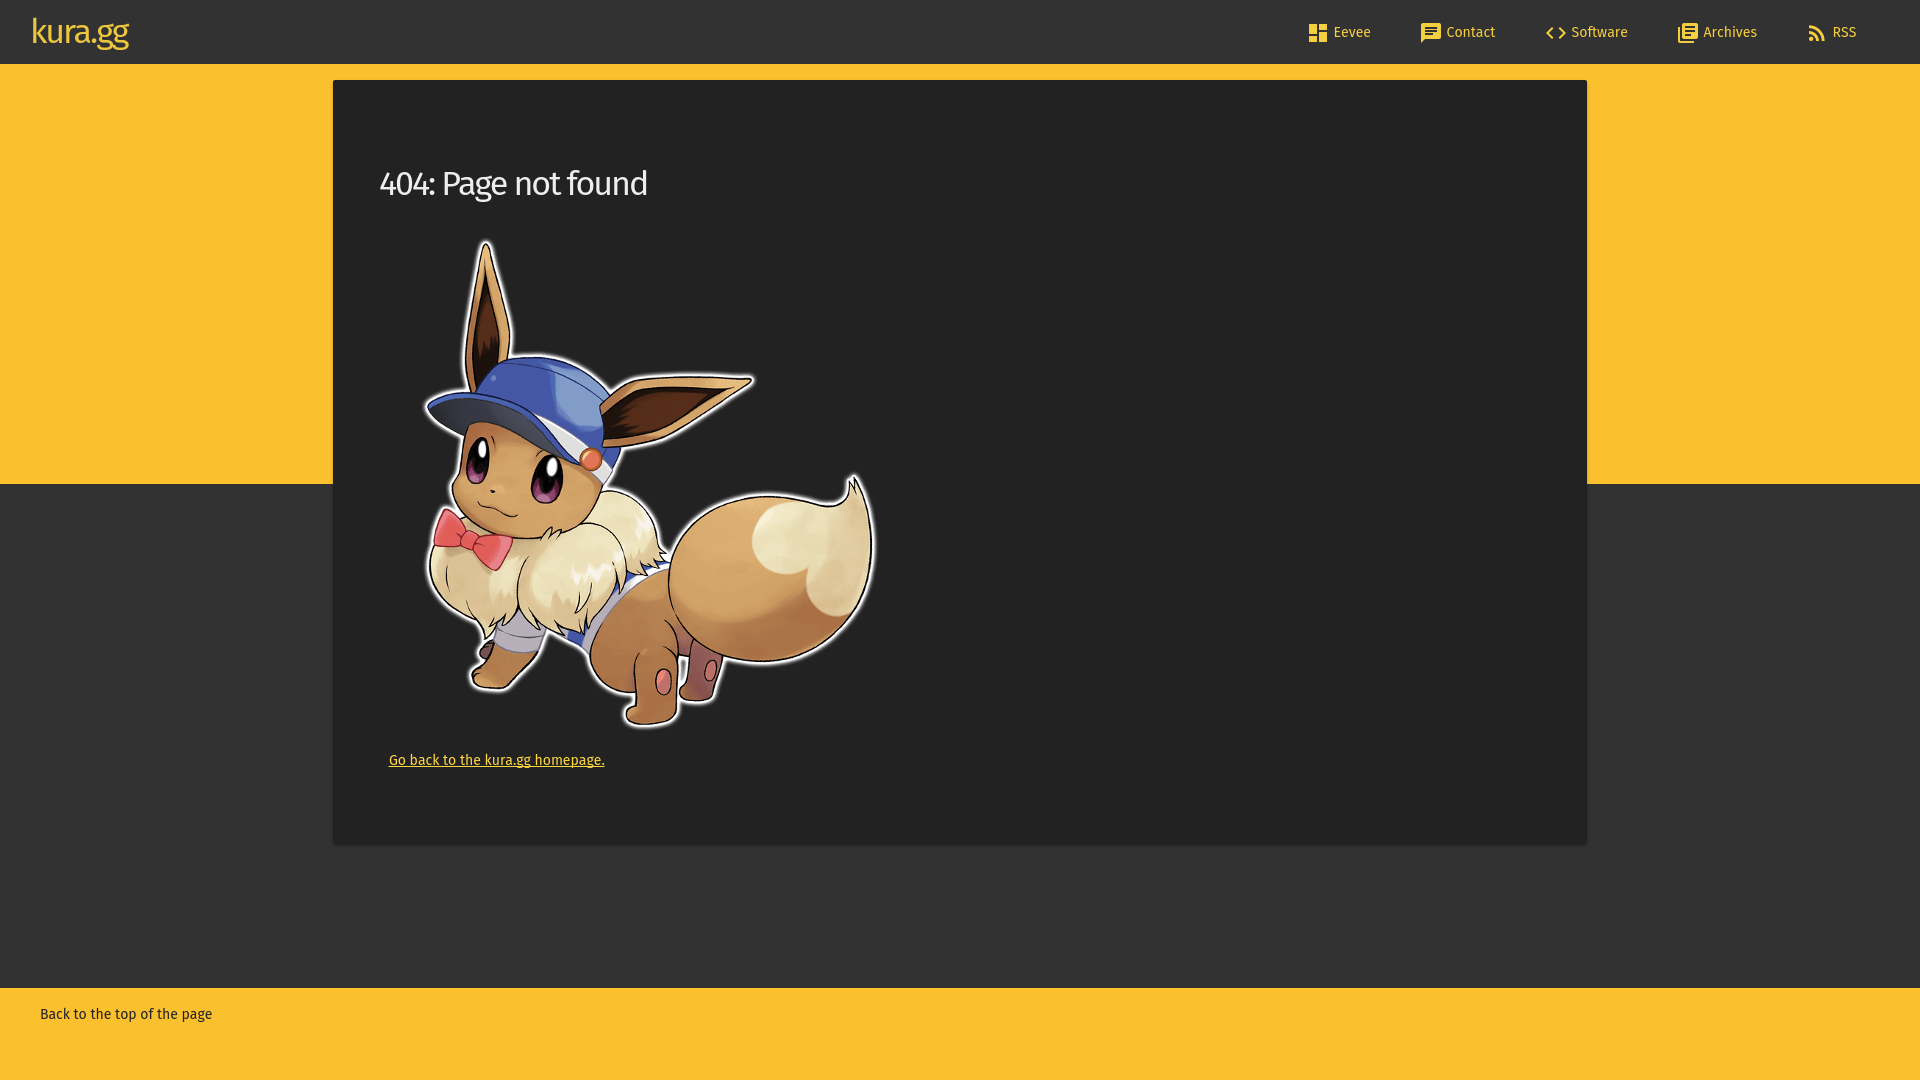 kura.gg
Eevee
Contact
Software
Archives
RSS
404: Page not found
Go back to the kura.gg homepage.
Back to the top of the page